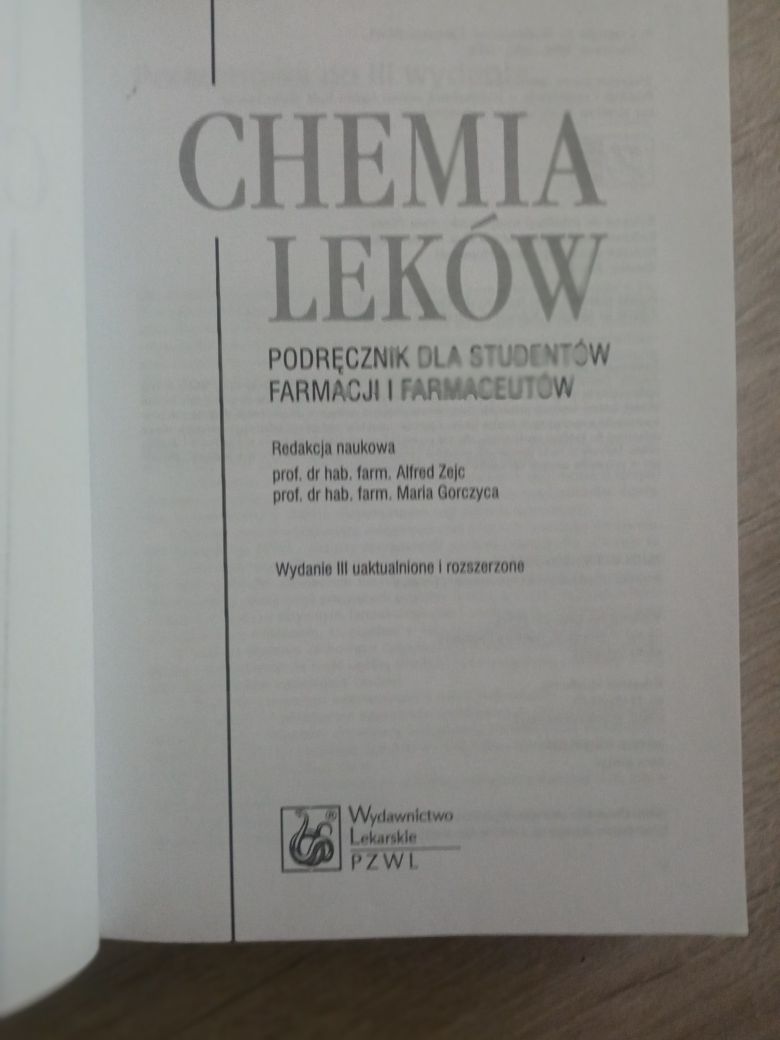 CHEMIA
LEKÓW
PODRĘCZNIK DLA STUDENTÓW
FARMACJI I FARMACEUTÓW
Redakcja naukowa
prof. dr hab. farm. Alfred Zejc
prof. dr hab. farm. Maria Gorczyca
Wydanie III uaktualnione i rozszerzone
®
Wydawnictwo
Lekarskie
PZWL